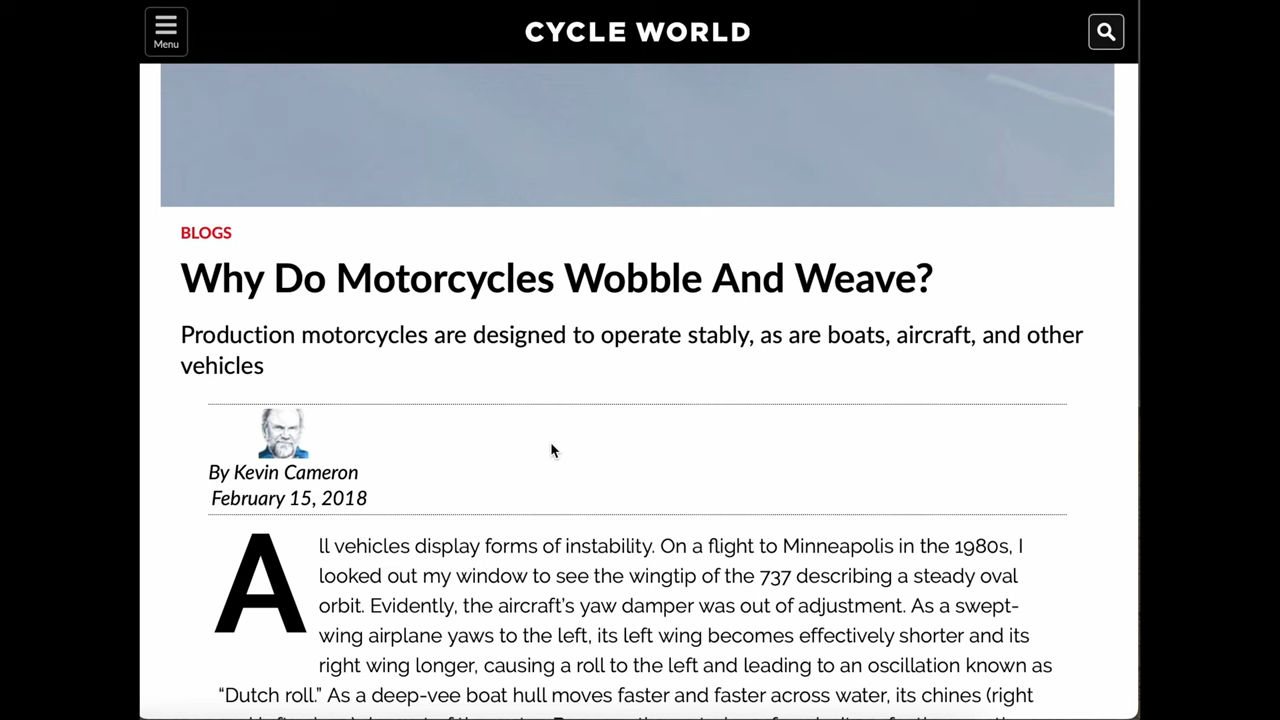 Menu
CYCLE WORLD
BLOGS
Why Do Motorcycles Wobble And Weave?
Production motorcycles are designed to operate stably, as are boats, aircraft, and other
vehicles
By Kevin Cameron
February 15, 2018
All vehicles display forms of instability. On a flight to Minneapolis in the 1980s, I
looked out my window to see the wingtip of the 737 describing a steady oval
orbit. Evidently, the aircraft’s yaw damper was out of adjustment. As a swept-
wing airplane yaws to the left, its left wing becomes effectively shorter and its
right wing longer, causing a roll to the left and leading to an oscillation known as
“Dutch roll.” As a deep-vee boat hull moves faster and faster across water, its chines (right